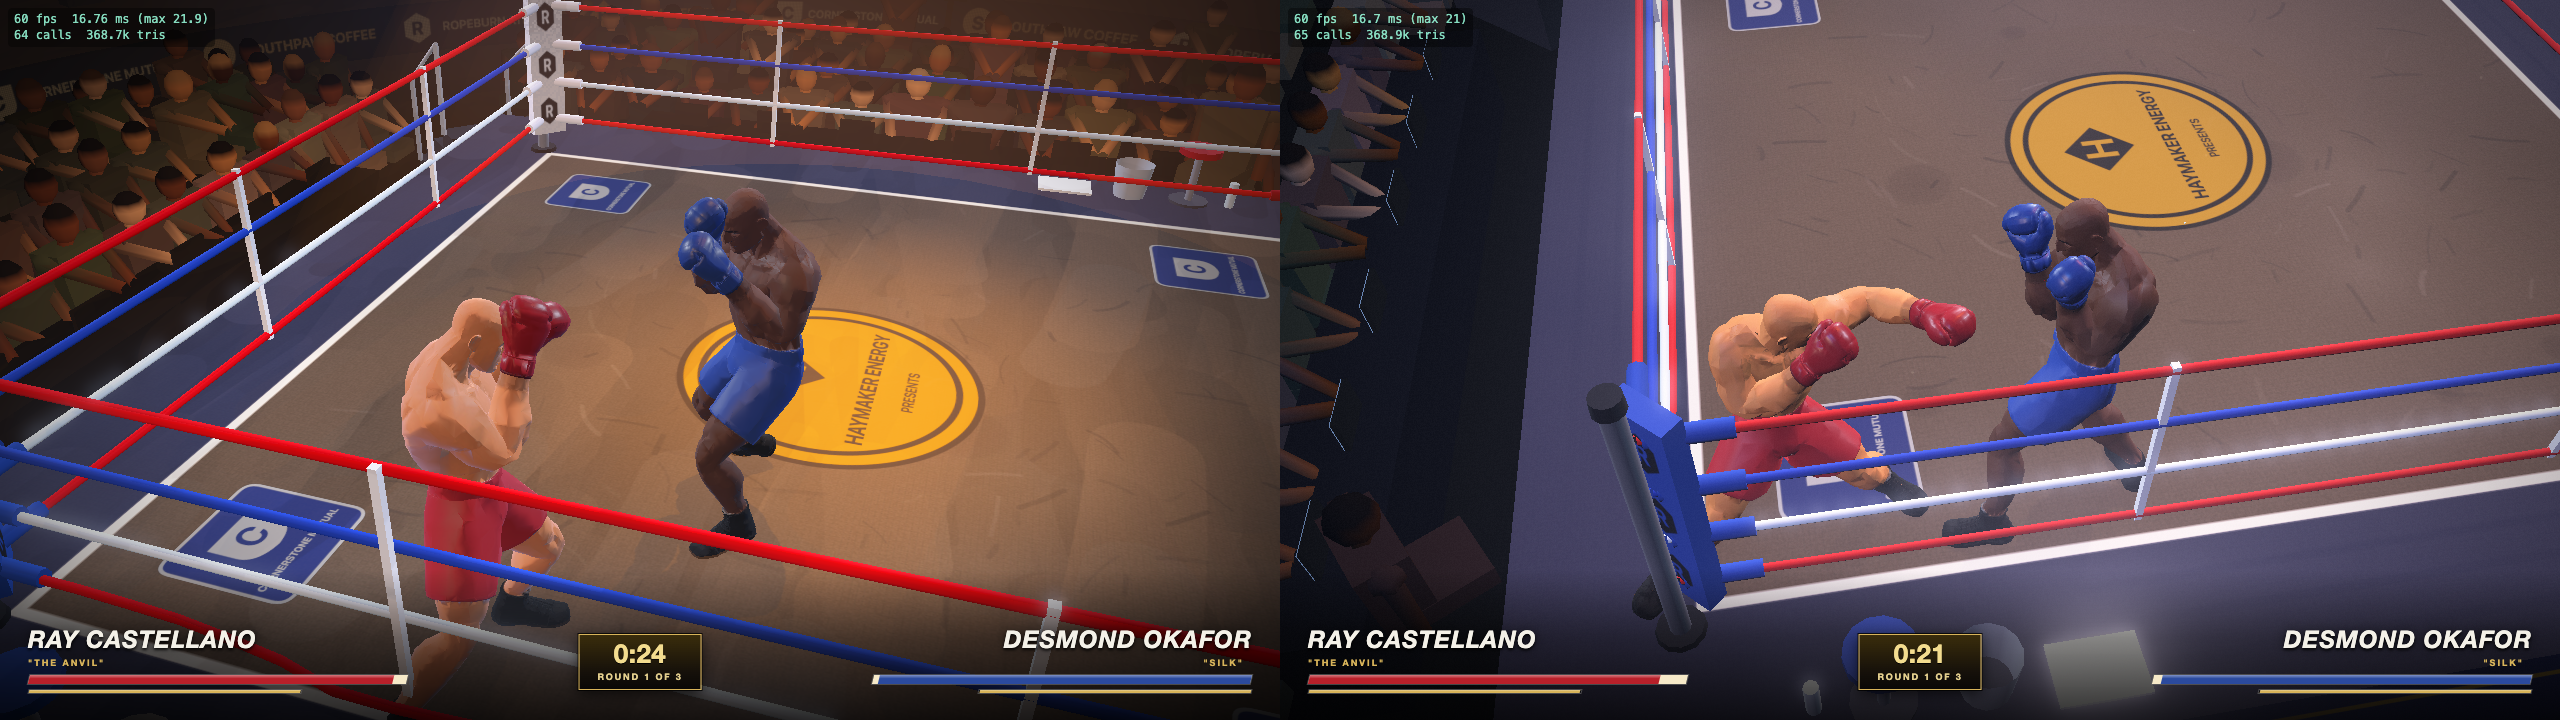 60 fps 16.76 ms (max 21.9)
64 calls 368.7k tris
ROPEBURN
SOUTHPAW COFFEE
R
R
R
C
C
C
HAYMAKER ENERGY
PRESENTS
RAY CASTELLANO
"THE ANVIL"
0:24
ROUND 1 OF 3
DESMOND OKAFOR
"SILK"
60 fps 16.7 ms (max 21)
65 calls 368.9k tris
H
HAYMAKER ENERGY
PRESENTS
RAY CASTELLANO
"THE ANVIL"
0:21
ROUND 1 OF 3
DESMOND OKAFOR
"SILK"